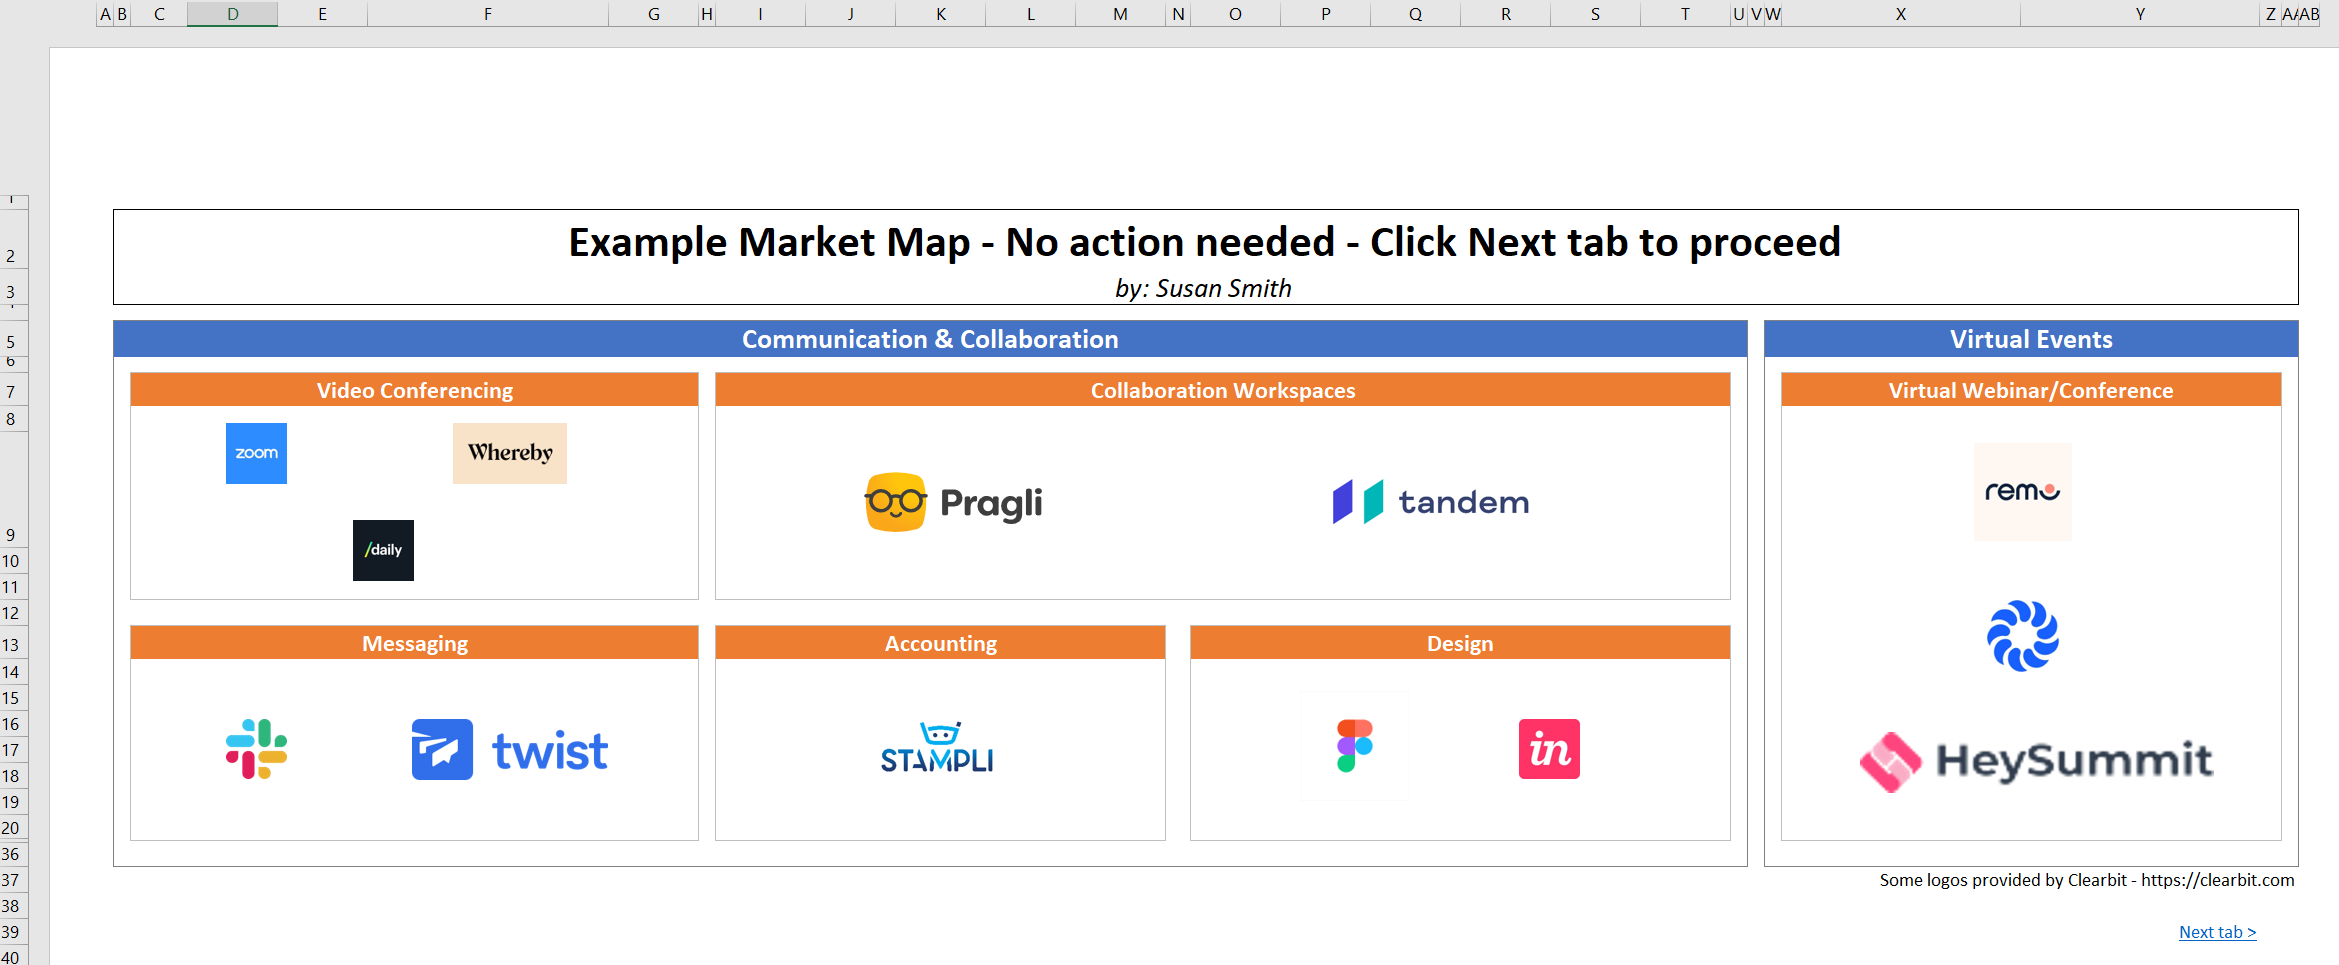 A B C D E F G H I J K L M N O P Q R S T U V W X Y Z AA AB
1
2
Example Market Map - No action needed - Click Next tab to proceed
3
by: Susan Smith
5
Communication & Collaboration
Virtual Events
6
7
Video Conferencing
Collaboration Workspaces
Virtual Webinar/Conference
8
zoom
Whereby
Pragli
tandem
remo
9
/daily
10
11
12
13
Messaging
Accounting
Design
14
15
16
twist
STAMPLI
in
HeySummit
17
18
19
20
36
37
Some logos provided by Clearbit - https://clearbit.com
38
39
Next tab >
40